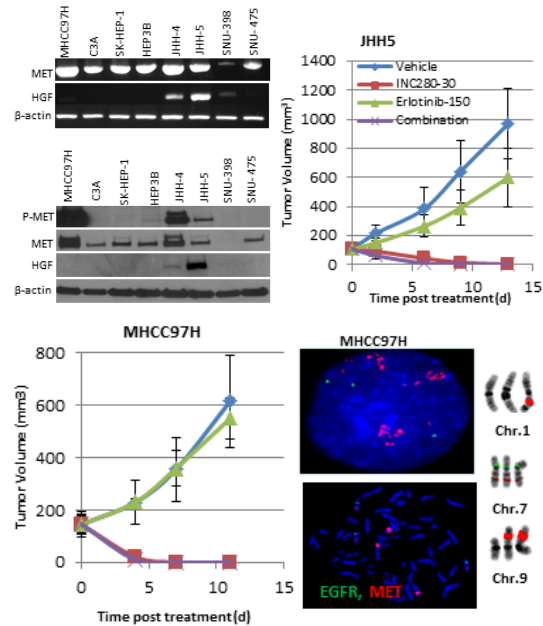 MHCC97H
C3A
SK-HEP-1
HEP3B
JHH-4
JHH-5
SNU-398
SNU- 475
MET
HGF
β-actin
MHCC97H
C3A
SK-HEP-1
HEP3B
JHH-4
JHH-5
SNU-398
SNU- 475
P-MET
MET
HGF
β-actin
JHH5
Tumor Volume (mm³)
1400
1200
1000
800
600
400
200
0
Vehicle
INC280-30
Erlotinib-150
Combination
0
5
10
15
Time post treatment(d)
MHCC97H
Tumor Volume (mm3)
800
600
400
200
0
0
5
10
15
Time post treatment(d)
MHCC97H
EGFR, MET
Chr.1
Chr.7
Chr.9